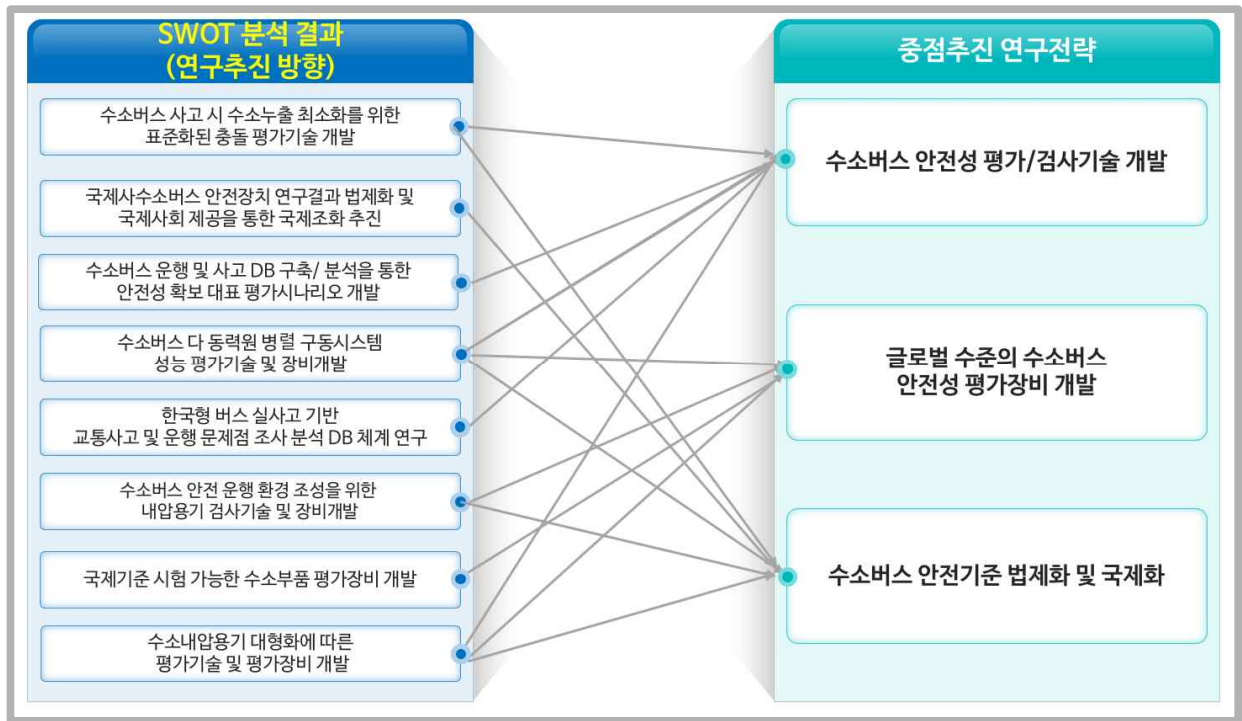 SWOT 분석 결과
(연구추진 방향)
수소버스 사고 시 수소누출 최소화를 위한
표준화된 충돌 평가기술 개발
국제사수소버스 안전장치 연구결과 법제화 및
국제사회 제공을 통한 국제조화 추진
수소버스 운행 및 사고 DB 구축/ 분석을 통한
안전성 확보 대표 평가시나리오 개발
수소버스 다 동력원 병렬 구동시스템
성능 평가기술 및 장비개발
한국형 버스 실사고 기반
교통사고 및 운행 문제점 조사 분석 DB 체계 연구
수소버스 안전 운행 환경 조성을 위한
내압용기 검사기술 및 장비개발
국제기준 시험 가능한 수소부품 평가장비 개발
수소내압용기 대형화에 따른
평가기술 및 평가장비 개발
중점추진 연구전략
수소버스 안전성 평가/검사기술 개발
글로벌 수준의 수소버스
안전성 평가장비 개발
수소버스 안전기준 법제화 및 국제화